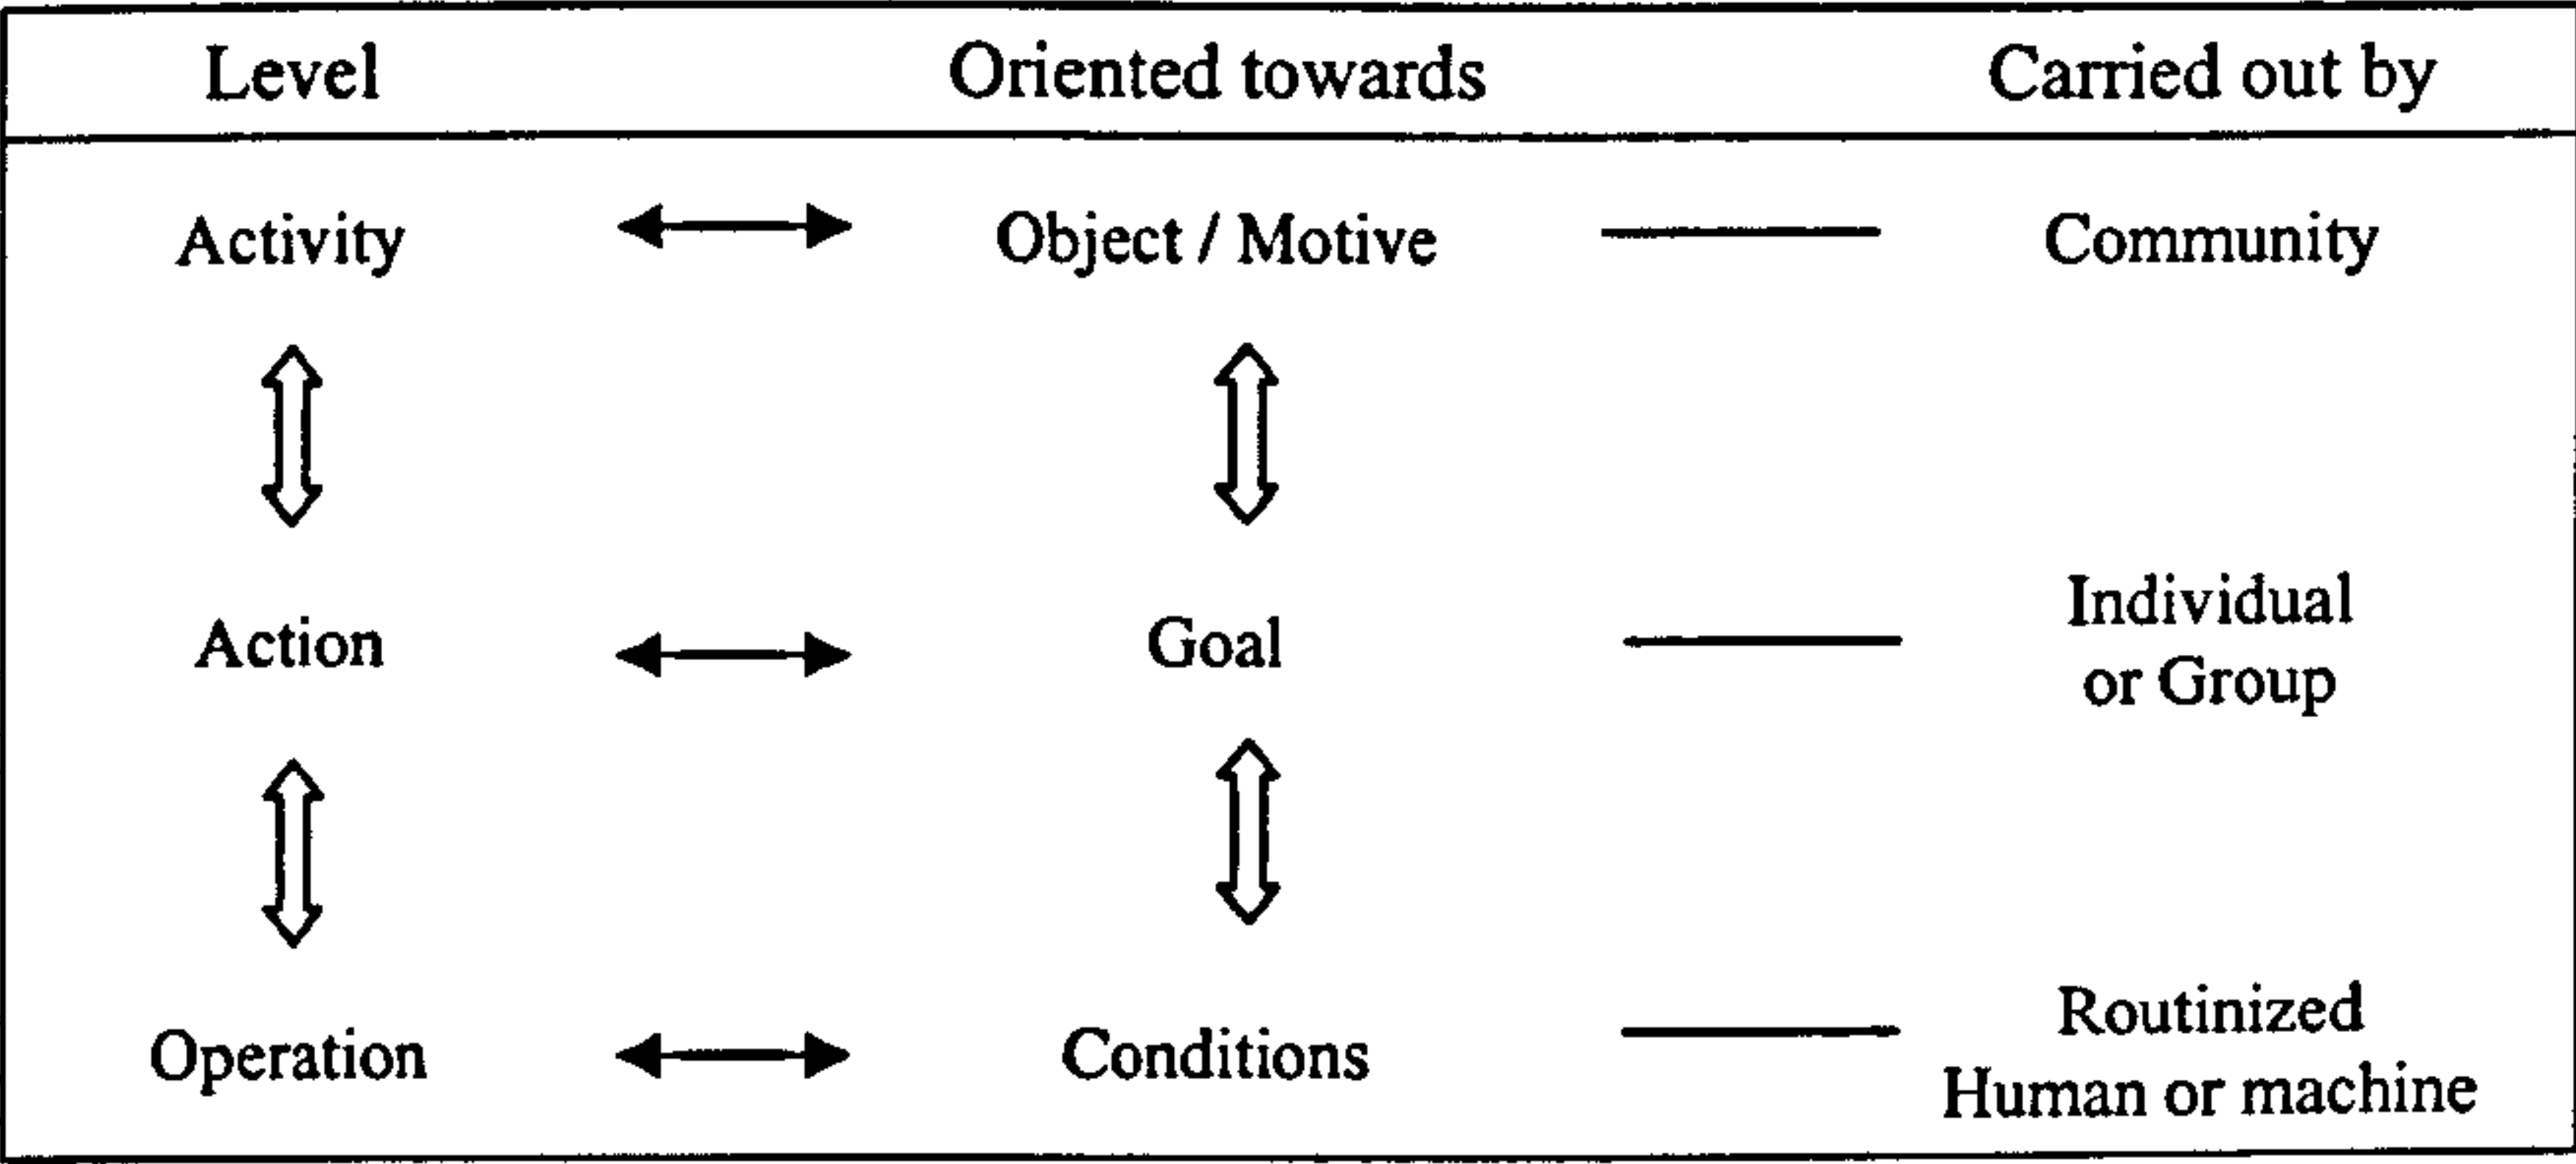 Level Oriented towards Carried out by
Activity Object / Motive Community
Action Goal Individual
or Group
Operation Conditions Routinized
Human or machine